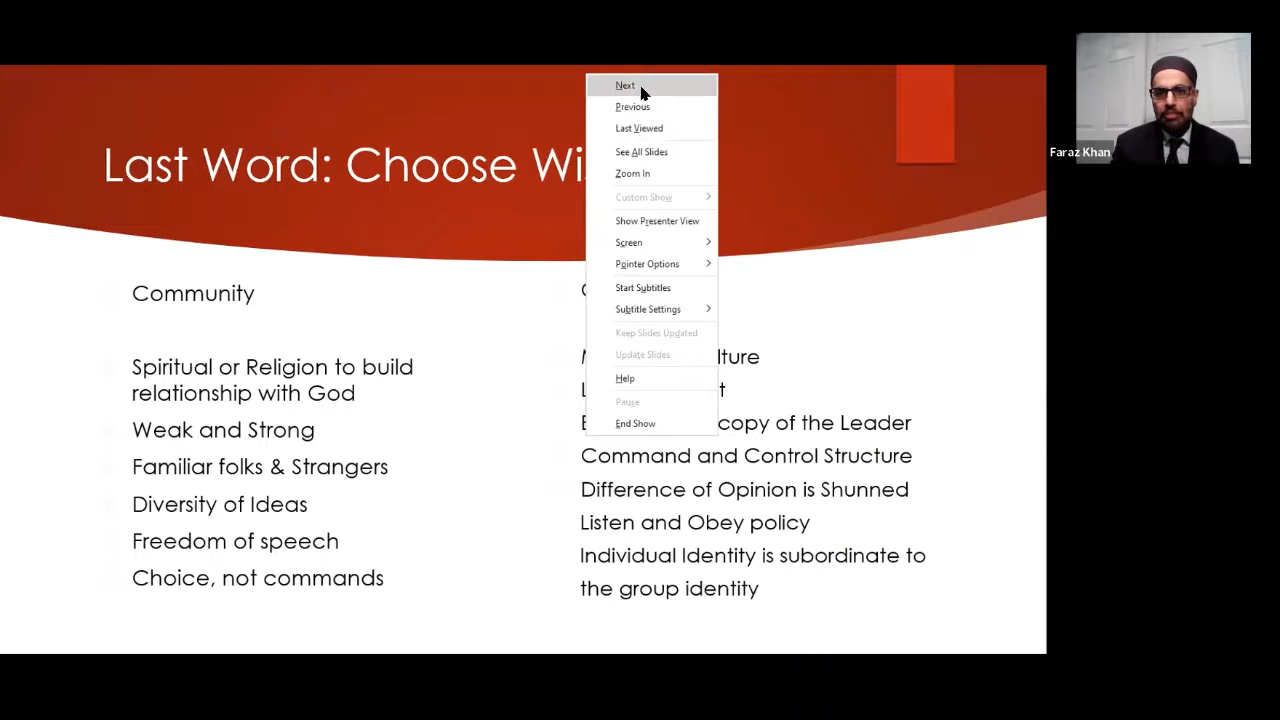 Last Word: Choose
Community
Spiritual or Religion to build
relationship with God
Weak and Strong
Familiar folks & Strangers
Diversity of Ideas
Freedom of speech
Choice, not commands
copy of the Leader
Command and Control Structure
Difference of Opinion is Shunned
Listen and Obey policy
Individual Identity is subordinate to
the group identity
Next
Previous
Last Viewed
See All Slides
Zoom In
Custom Show
Show Presenter View
Screen
Pointer Options
Start Subtitles
Subtitle Settings
Keep Slides Updated
Update Slides
Help
Pause
End Show
Faraz Khan